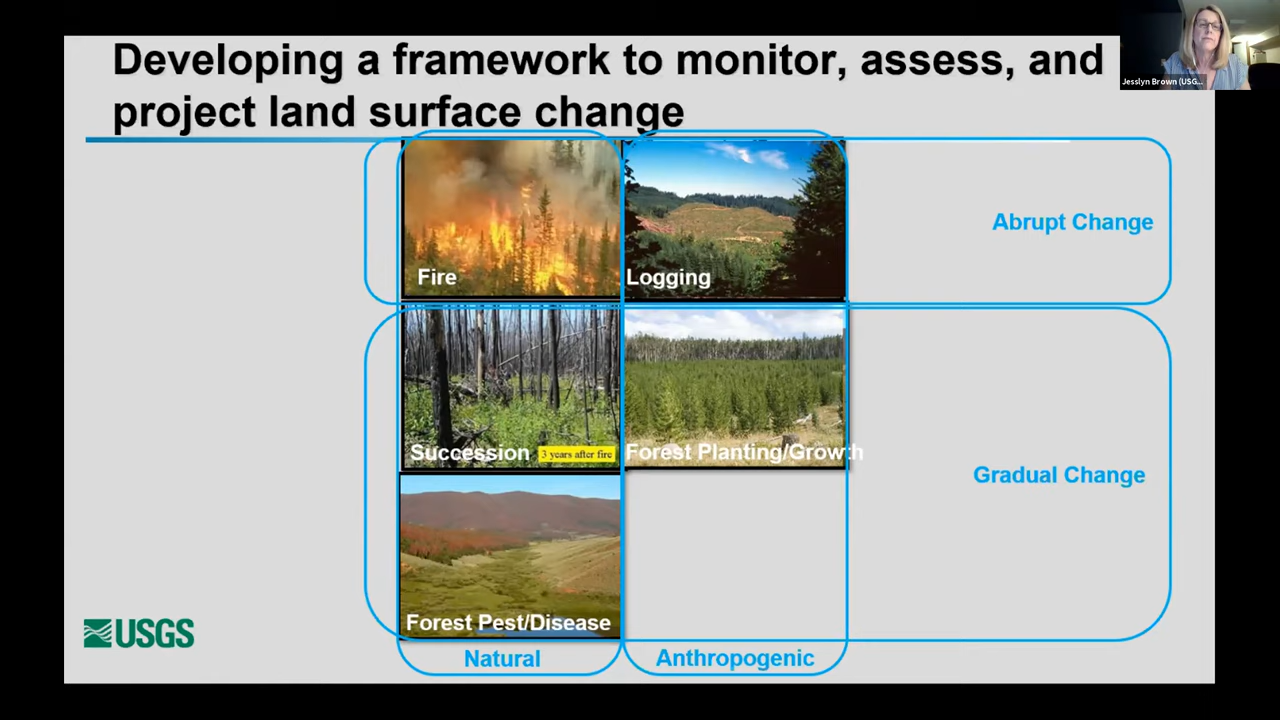 Developing a framework to monitor, assess, and
project land surface change
Jesslyn Brown (USG...
Fire
Logging
Abrupt Change
Succession
3 years after fire
Forest Planting/Growth
Gradual Change
Forest Pest/Disease
USGS
Natural
Anthropogenic